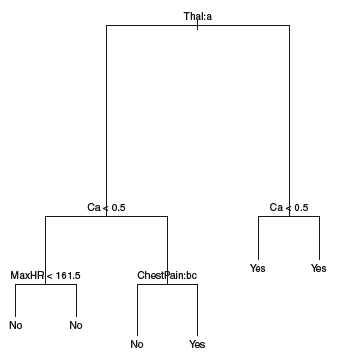 Thal:a
Ca < 0.5
Ca < 0.5
Yes
Yes
MaxHR < 161.5
ChestPain:bc
No
No
No
Yes